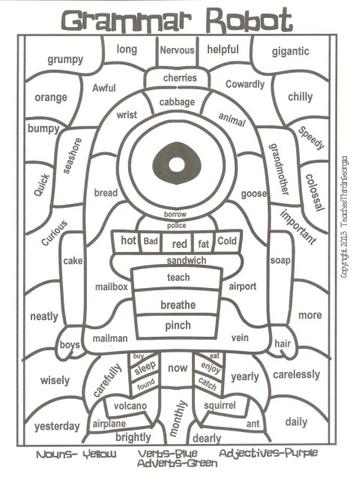 Grammar Robot
grumpy
long
Nervous
helpful
gigantic
cherries
orange
Awful
Cowardly
chilly
cabbage
bumpy
wrist
animal
Speedy
seashore
grandmother
Quick
colossal
bread
goose
borrow
Curious
police
important
hot
Bad
red
fat
Cold
cake
sandwich
soap
teach
mailbox
airport
breathe
neatly
pinch
more
boys
mailman
vein
hair
buy
eat
sleep
now
enjoy
wisely
carefully
found
catch
yearly
carelessly
volcano
monthly
squirrel
yesterday
airplane
ant
daily
brightly
dearly
Nouns- Yellow Verbs-Blue Adjectives-Purple
Adverbs-Green
Copyright 2013 TeachesThirdinGeorgia